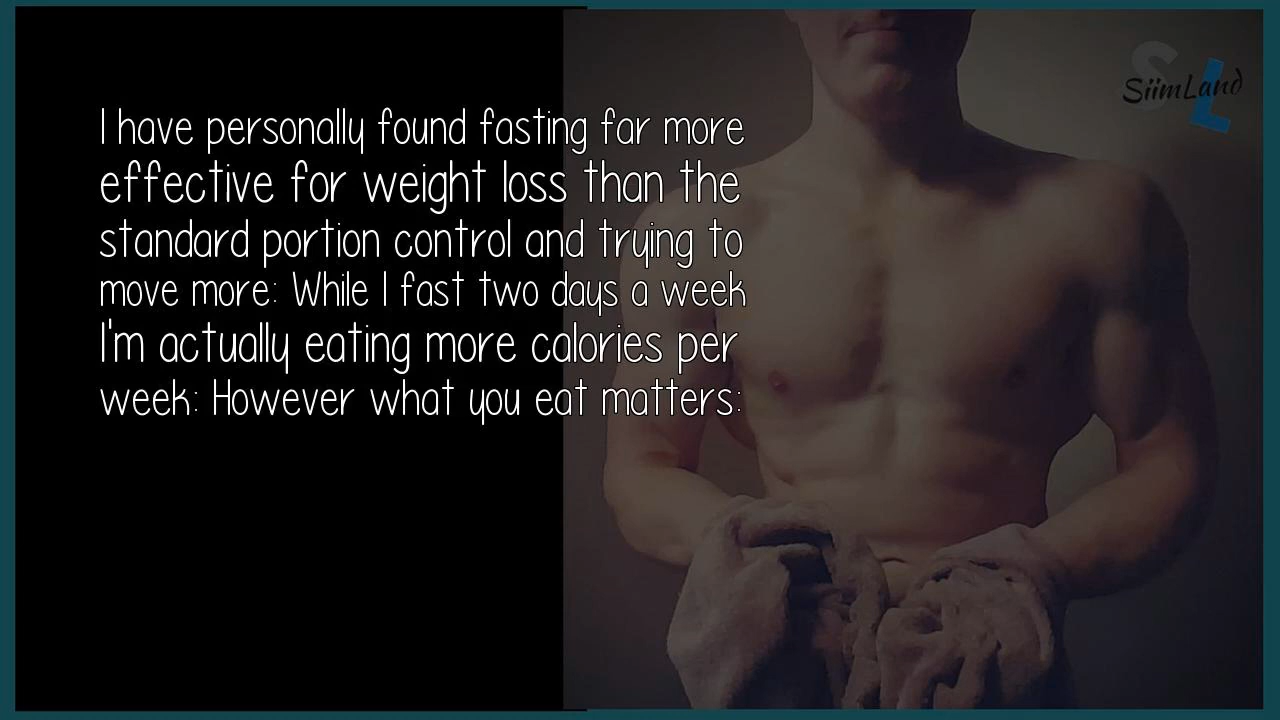 I have personally found fasting far more
effective for weight loss than the
standard portion control and trying to
move more: While I fast two days a week
I'm actually eating more calories per
week: However what you eat matters:
SL
SiimLand